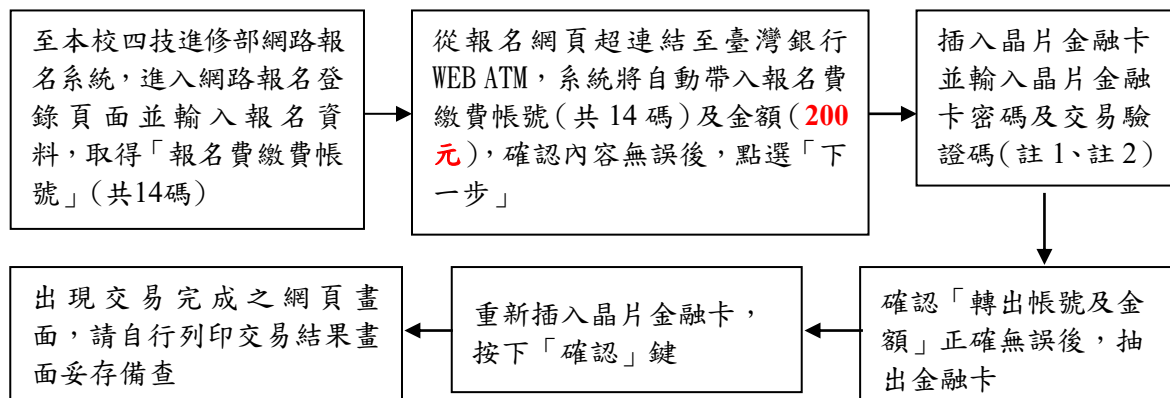 至本校四技進修部網路報
名系統，進入網路報名登
錄頁面並輸入報名資
料，取得「報名費繳費帳
號」（共14碼）
從報名網頁超連結至臺灣銀行
WEB ATM，系統將自動帶入報名費
繳費帳號（共 14 碼）及金額（200
元），確認內容無誤後，點選「下
一步」
插入晶片金融卡
並輸入晶片金融
卡密碼及交易驗
證碼（註 1、註 2）
確認「轉出帳號及金
額」正確無誤後，抽
出金融卡
重新插入晶片金融卡，
按下「確認」鍵
出現交易完成之網頁畫
面，請自行列印交易結果畫
面妥存備查